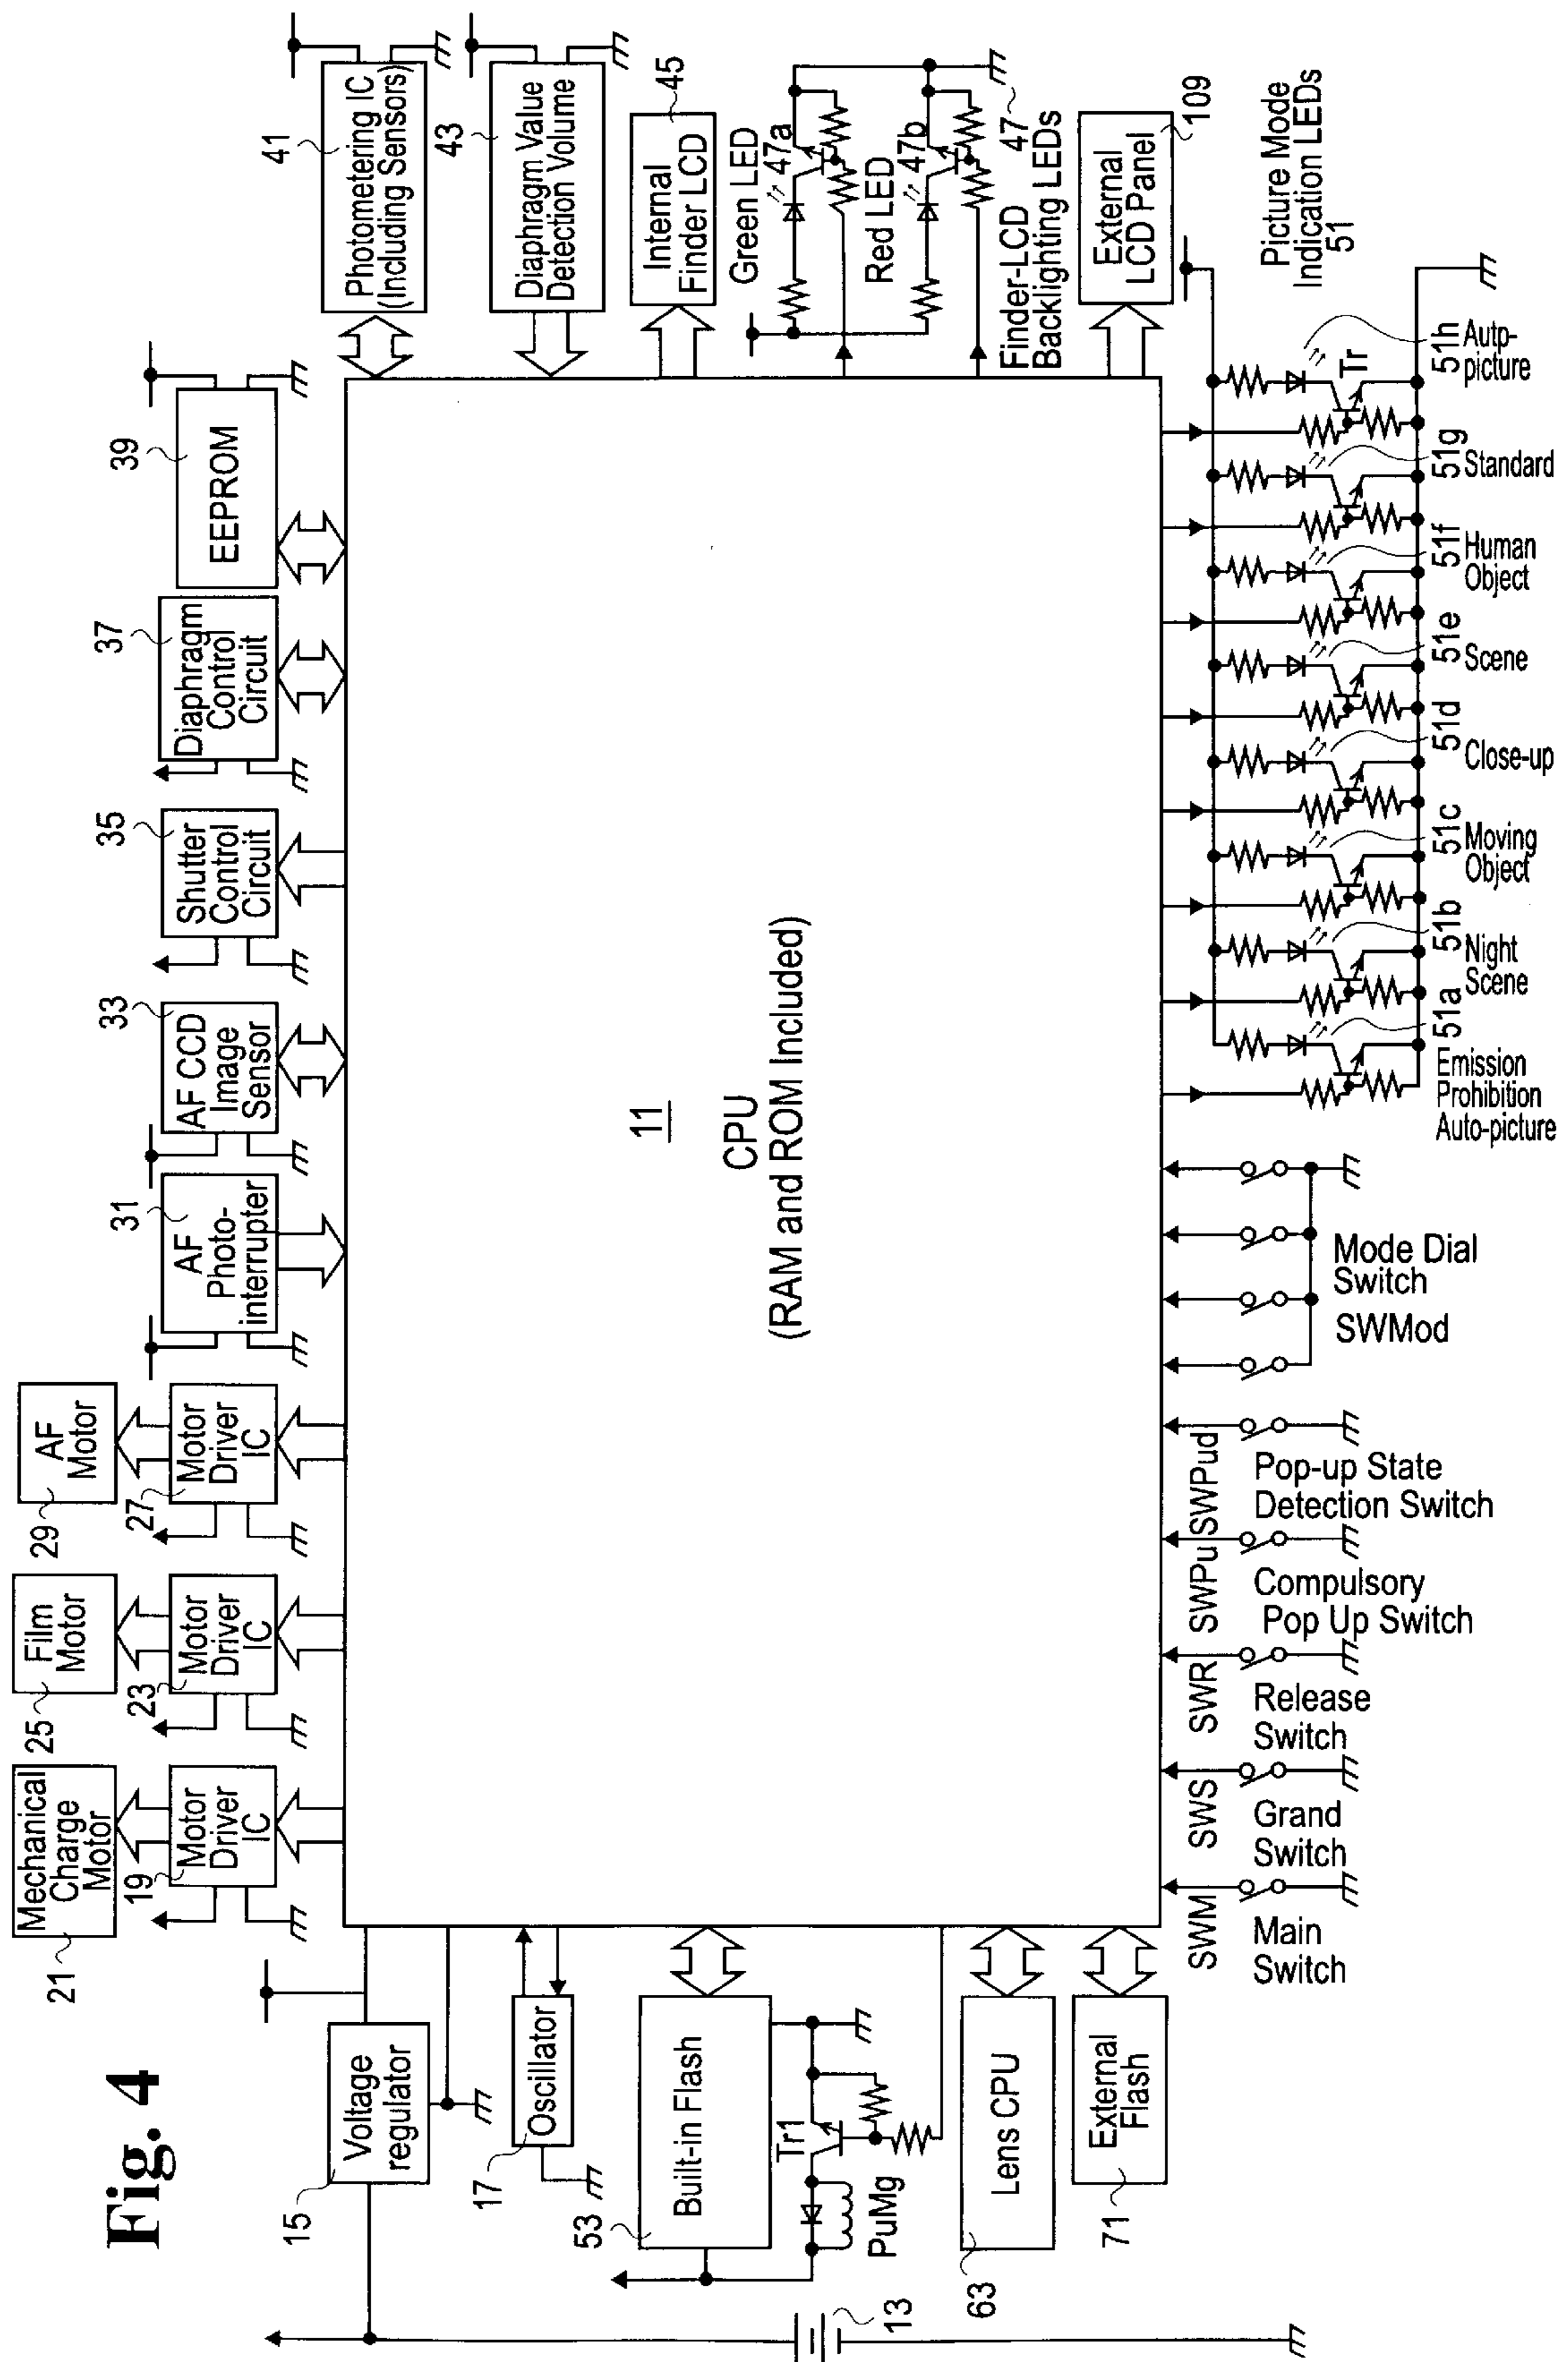 Fig. 4
Mechanical
Charge
Motor
21
Motor
Driver
IC
19
Film
Motor
25
Motor
Driver
IC
23
AF
Motor
29
Motor
Driver
IC
27
AF
Photo-
interrupter
31
AF CCD
Image
Sensor
33
Shutter
Control
Circuit
35
Diaphragm
Control
Circuit
37
EEPROM
39
Photometering IC
(Including Sensors)
41
Diaphragm Value
Detection Volume
43
Internal
Finder LCD
45
Green LED
47a
Red LED
47b
47
Finder-LCD
Backlighting LEDs
External
LCD Panel
109
Picture Mode
Indication LEDs
51
Voltage
regulator
15
Oscillator
17
Built-in Flash
53
Tr1
PuMg
Lens CPU
63
External
Flash
71
13
11
CPU
(RAM and ROM Included)
SWM
Main
Switch
SWS
Grand
Switch
SWR
Release
Switch
SWPu
Compulsory
Pop Up Switch
SWPud
Pop-up State
Detection Switch
Mode Dial
Switch
SWMod
51a
Emission
Prohibition
Auto-picture
51b
Night
Scene
51c
Moving
Object
51d
Close-up
51e
Scene
51f
Human
Object
51g
Standard
51h
Autp-
picture
Tr